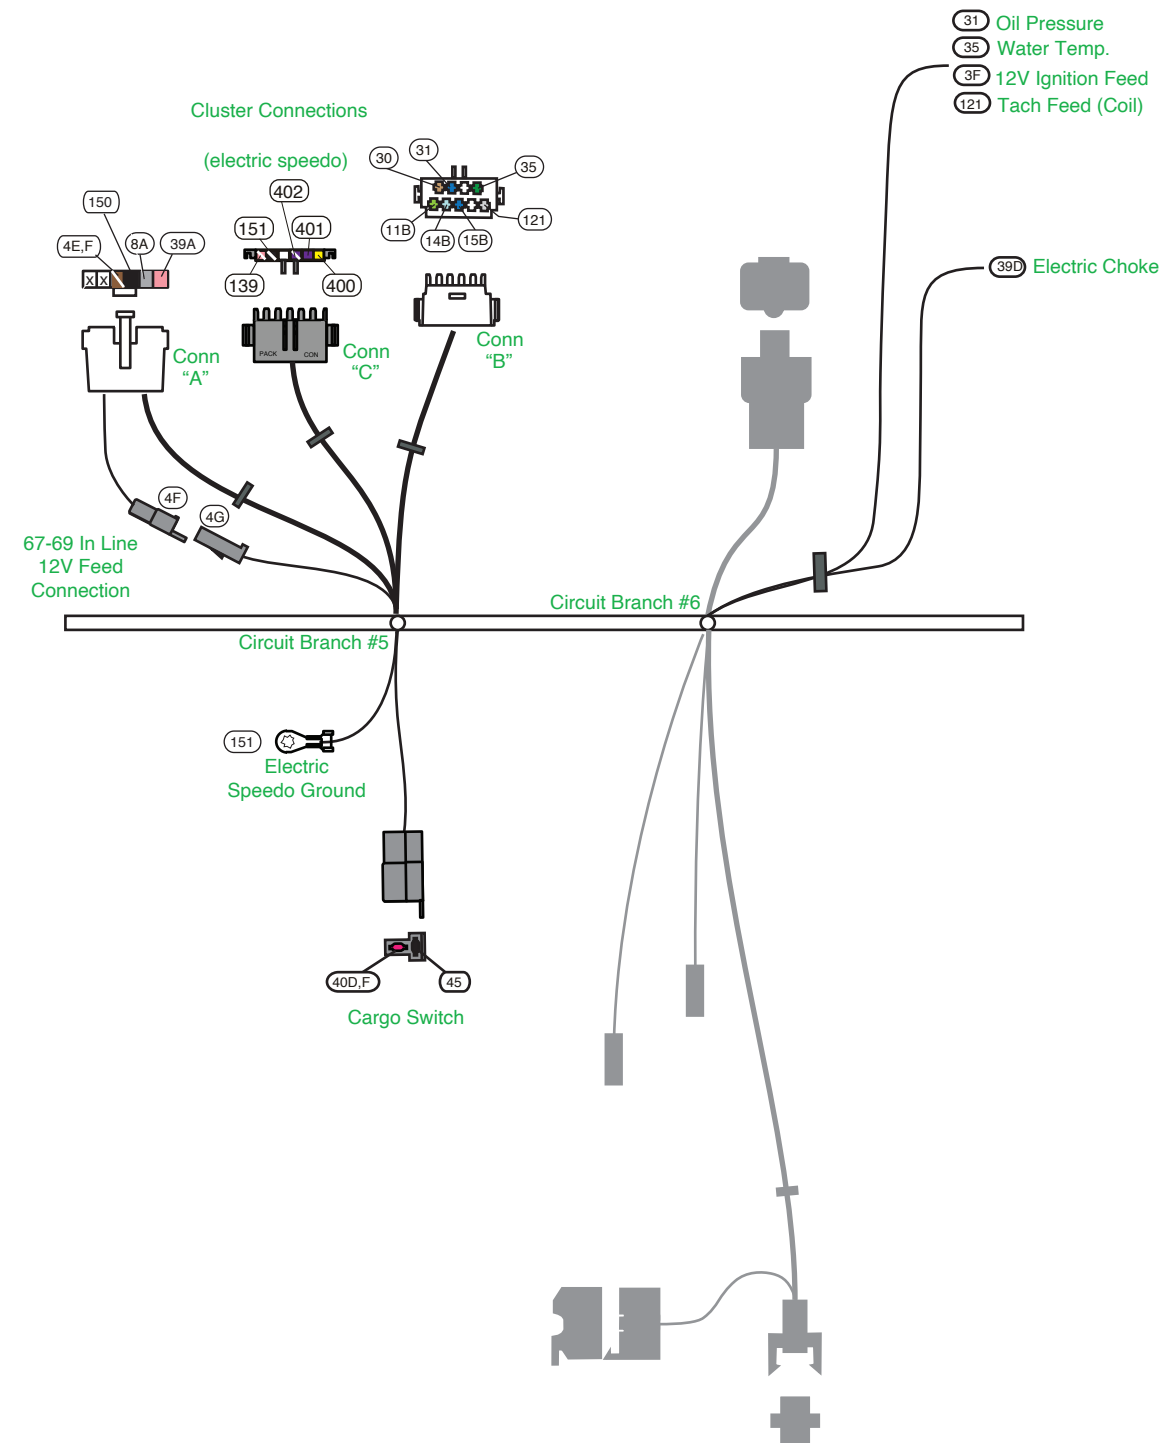 31 Oil Pressure
35 Water Temp.
3F 12V Ignition Feed
121 Tach Feed (Coil)
Cluster Connections
(electric speedo)
30
31
35
11B
14B
15B
121
402
151
401
139
400
150
4E,F
8A
39A
X X
39D Electric Choke
Conn
“A”
PACK CON
Conn
“C”
Conn
“B”
4F
4G
67-69 In Line
12V Feed
Connection
Circuit Branch #6
Circuit Branch #5
151
Electric
Speedo Ground
40D,F
45
Cargo Switch